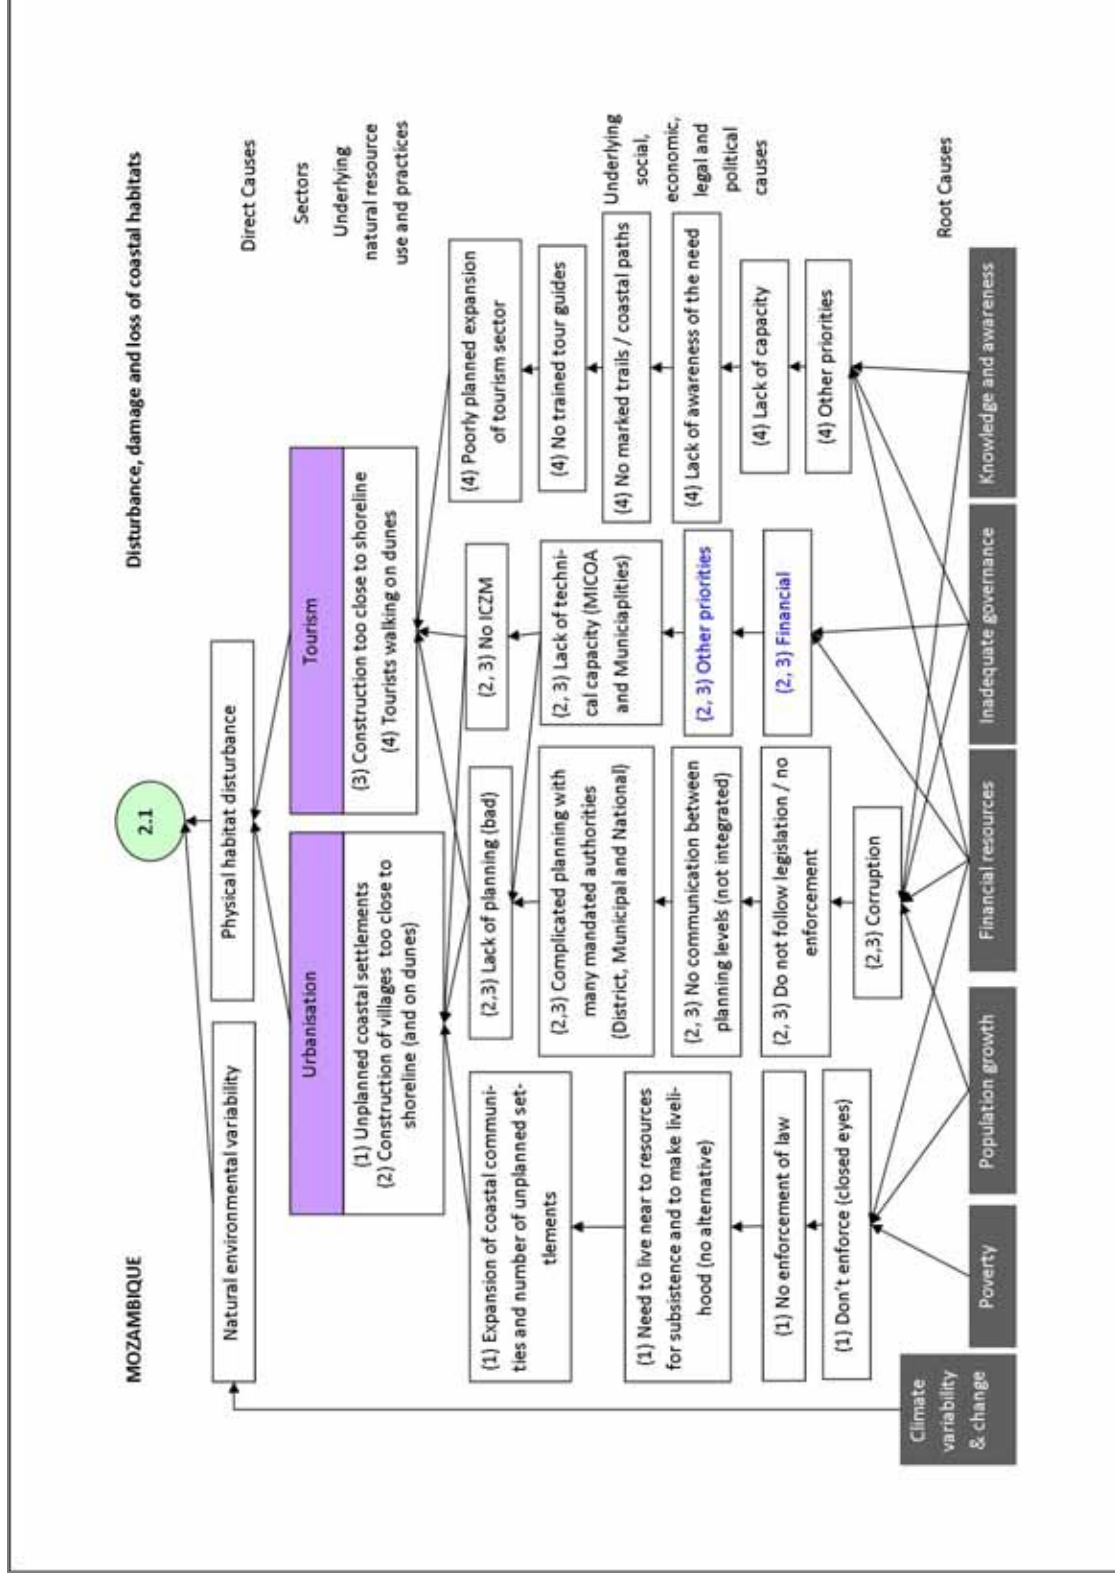 MOZAMBIQUE
Disturbance, damage and loss of coastal habitats
2.1
Natural environmental variability
Physical habitat disturbance
Direct Causes
Urbanisation
(1) Unplanned coastal settlements
(2) Construction of villages too close to
shoreline (and on dunes)
Tourism
(3) Construction too close to shoreline
(4) Tourists walking on dunes
Sectors
Underlying
natural resource
use and practices
(1) Expansion of coastal communi-
ties and number of unplanned set-
tlements
(1) Need to live near to resources
for subsistence and to make liveli-
hood (no alternative)
(1) No enforcement of law
(1) Don't enforce (closed eyes)
(2,3) Lack of planning (bad)
(2,3) Complicated planning with
many mandated authorities
(District, Municipal and National)
(2, 3) No communication between
planning levels (not integrated)
(2, 3) Do not follow legislation / no
enforcement
(2,3) Corruption
(2, 3) No ICZM
(2, 3) Lack of techni-
cal capacity (MICOA
and Municiaplities)
(2, 3) Other priorities
(2, 3) Financial
(4) Poorly planned expansion
of tourism sector
(4) No trained tour guides
(4) No marked trails / coastal paths
(4) Lack of awareness of the need
(4) Lack of capacity
(4) Other priorities
Underlying
social,
economic,
legal and
political
causes
Root Causes
Climate
variability
& change
Poverty
Population growth
Financial resources
Inadequate governance
Knowledge and awareness